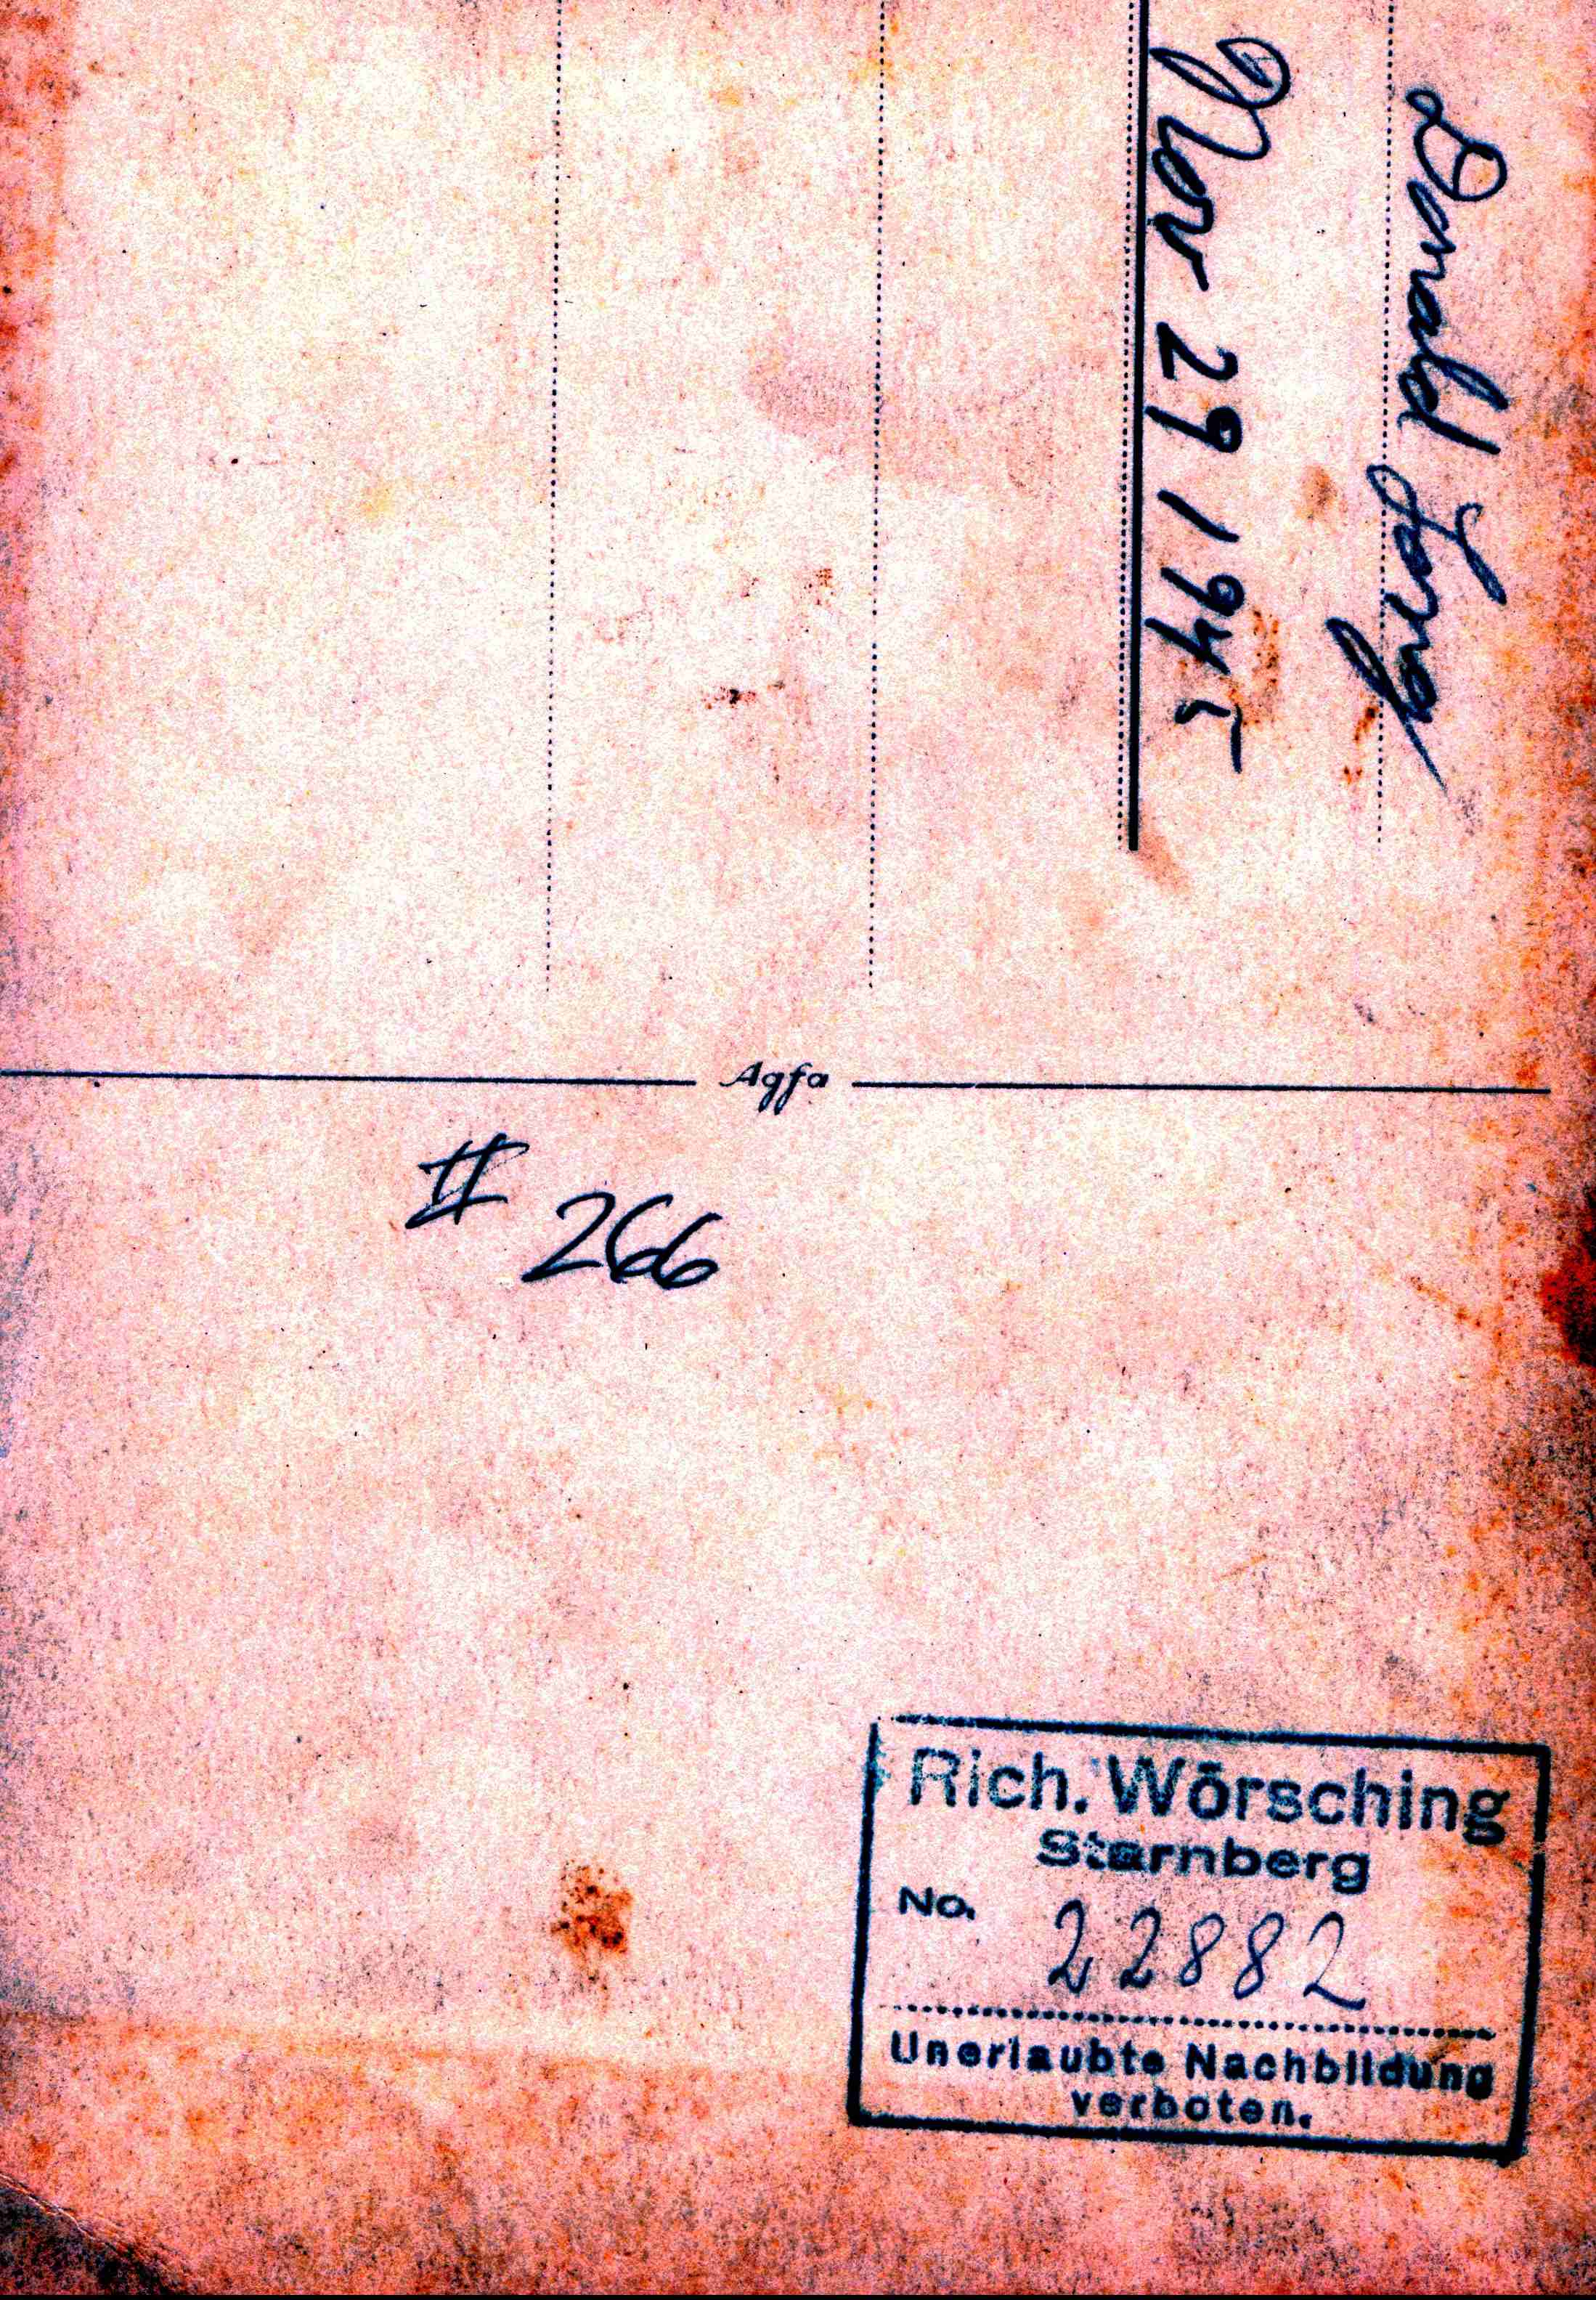 Donald Long
Nov 29 1945
Agfa
# 266
Rich. Wörsching
Starnberg
No. 22882
Unerlaubte Nachbildung
verboten.